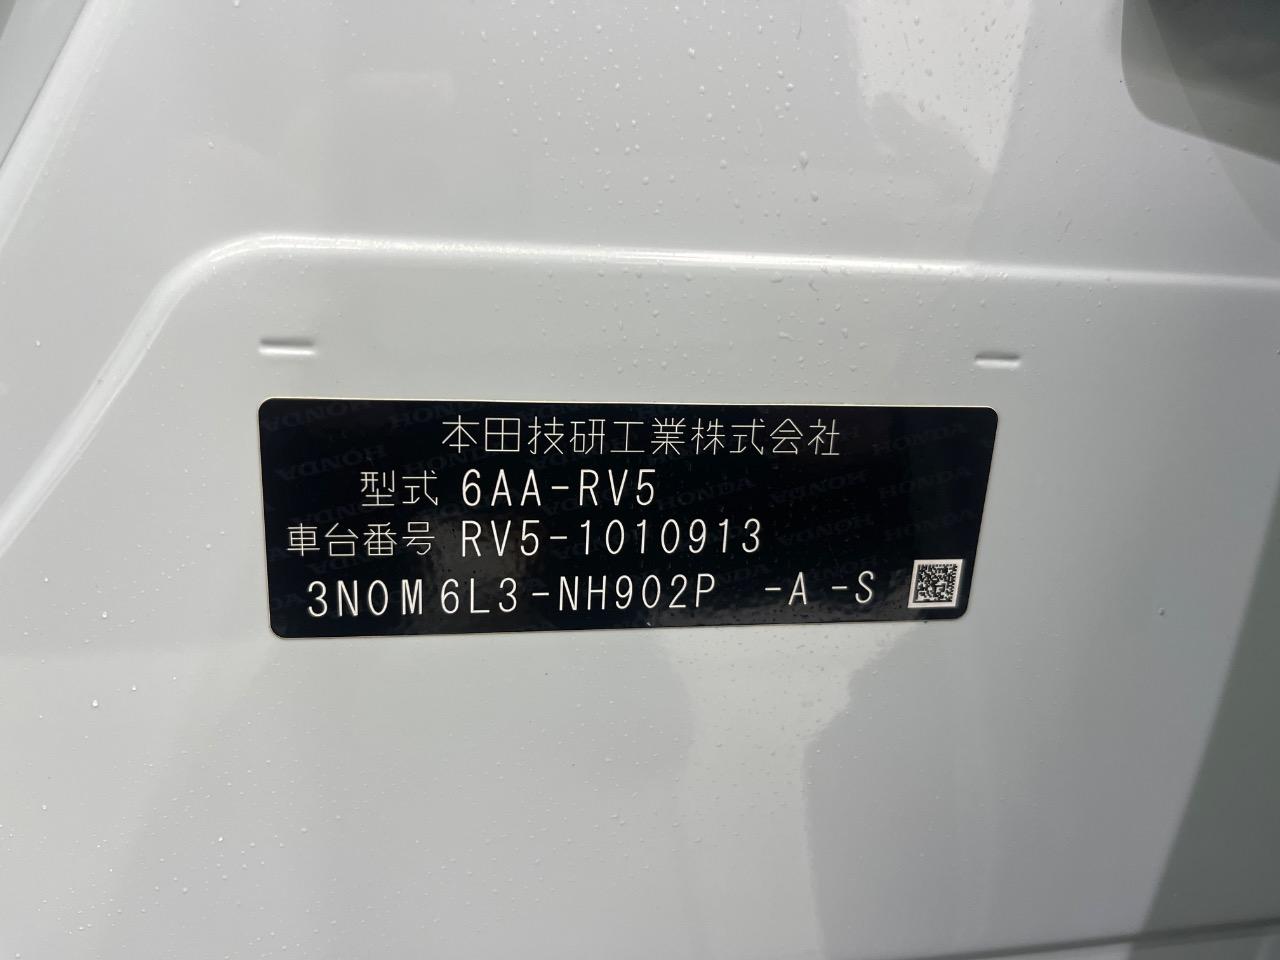 本田技研工業株式会社
型式 6AA-RV5
車台番号 RV5-1010913
3N0M6L3-NH902P -A -S